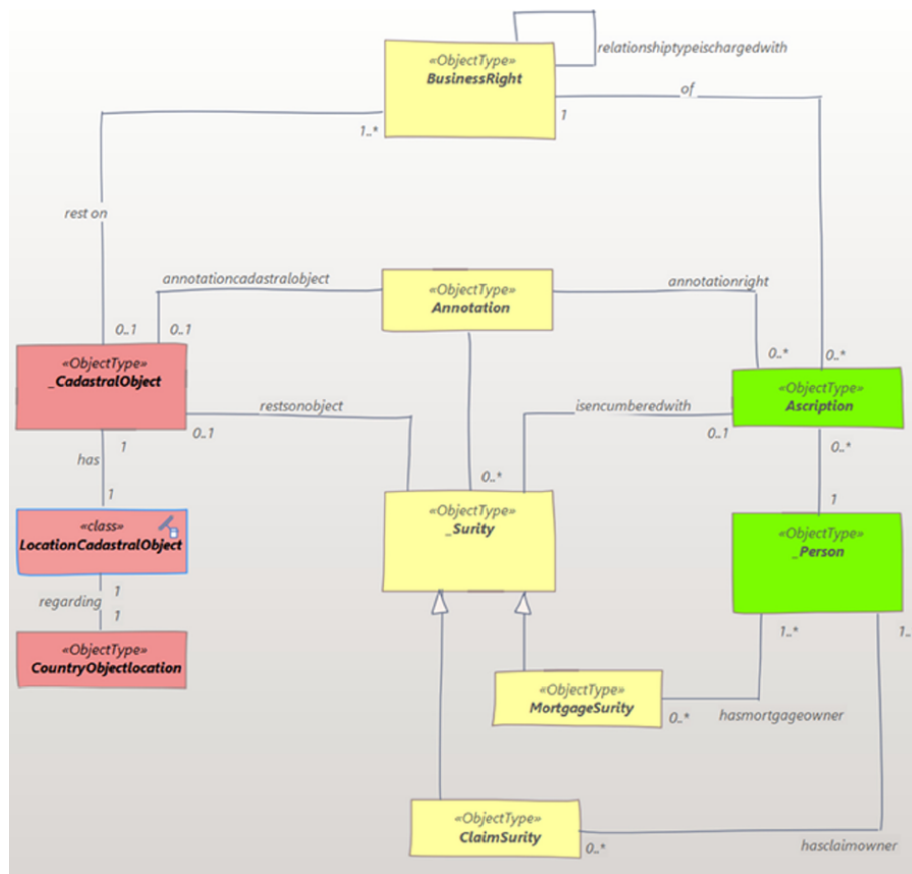 «ObjectType»
BusinessRight
relationshiptypeischargedwith
of
1
1..*
rest on
annotationcadastralobject
«ObjectType»
Annotation
annotationright
0..1
0..1
0..*
0..*
«ObjectType»
_CadastralObject
«ObjectType»
Ascription
restsonobject
isencumberedwith
0..1
0..1
0..*
1
has
1
0..*
1
«class»
LocationCadastralObject
«ObjectType»
_Surity
«ObjectType»
_Person
regarding
1
1
«ObjectType»
CountryObjectlocation
1..*
1..
«ObjectType»
MortgageSurity
0..*
hasmortgageowner
«ObjectType»
ClaimSurity
0..*
hasclaimowner